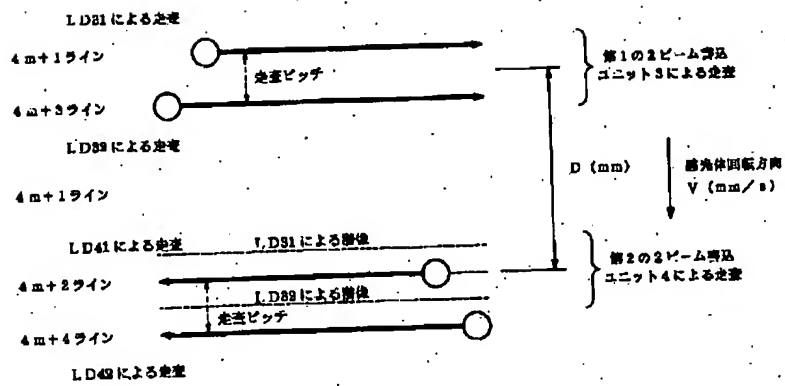 LD31による走査
4m+1ライン
走査ピッチ
4m+3ライン
LD32による走査
第1の2ビーム書込
ユニット3による走査
4m+1ライン
D (mm)
感光体回転方向
V (mm/s)
LD41による走査
LD31による潜像
4m+2ライン
LD32による潜像
走査ピッチ
4m+4ライン
LD42による走査
第2の2ビーム書込
ユニット4による走査